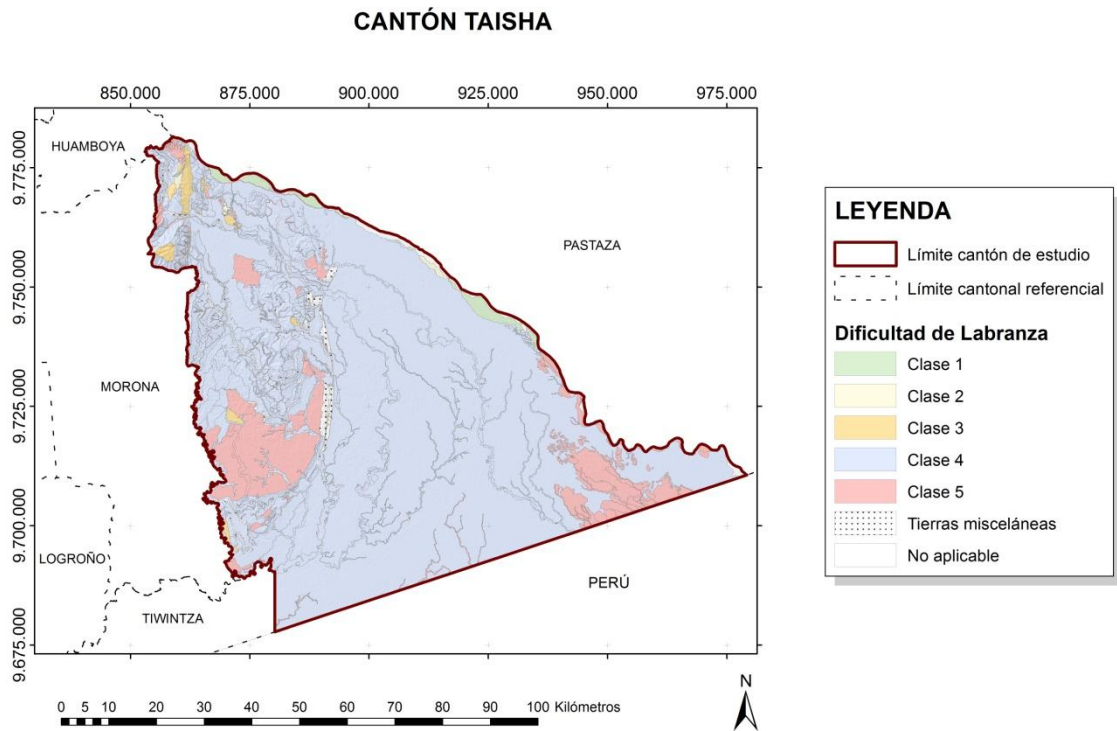 CANTÓN TAISHA
850.000 875.000 900.000 925.000 950.000 975.000
9.775.000
9.750.000
9.725.000
9.700.000
9.675.000
HUAMBOYA
PASTAZA
MORONA
LOGROÑO
TIWINTZA
PERÚ
LEYENDA
Límite cantón de estudio
Límite cantonal referencial
Dificultad de Labranza
Clase 1
Clase 2
Clase 3
Clase 4
Clase 5
Tierras misceláneas
No aplicable
0 5 10 20 30 40 50 60 70 80 90 100 Kilómetros
N